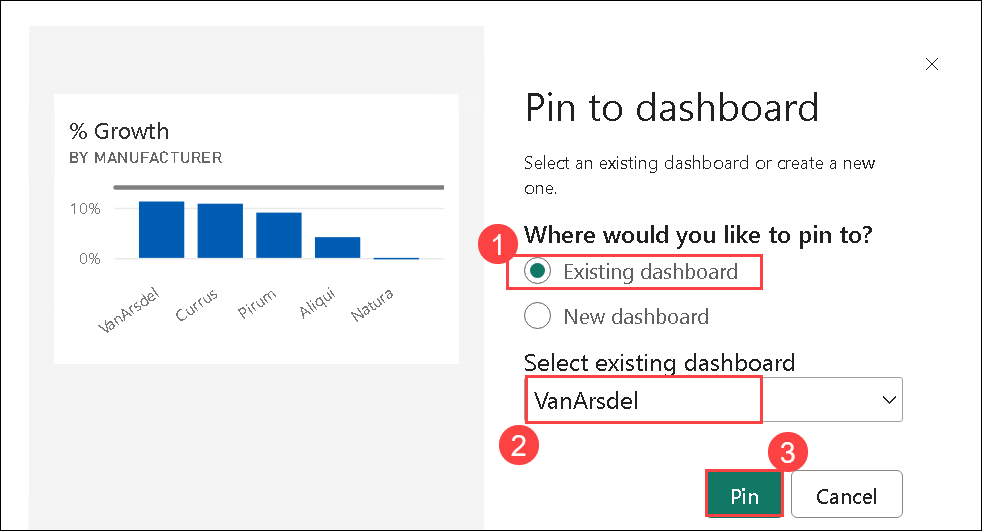 % Growth
BY MANUFACTURER
10%
0%
VanArsdel
Currus
Pirum
Aliqui
Natura
Pin to dashboard
Select an existing dashboard or create a new
one.
1
Where would you like to pin to?
Existing dashboard
New dashboard
Select existing dashboard
VanArsdel
2
3
Pin
Cancel